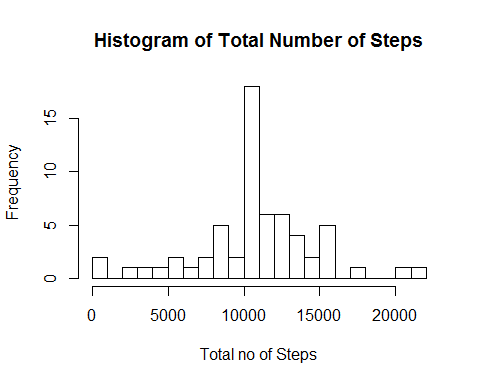 Histogram of Total Number of Steps
Frequency
15
10
5
0
0 5000 10000 15000 20000
Total no of Steps